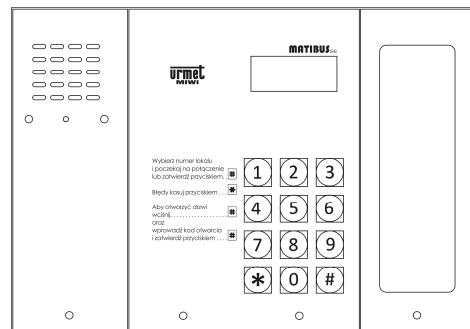 MATIBUS SE
urmet
MIWI
Wybierz numer lokalu
i poczekaj na połączenie
lub zatwierdź przyciskiem.. #
Błędy kasuj przyciskiem . . . *
Aby otworzyć drzwi
wciśnij.................. #
oraz
wprowadź kod otwarcia
i zatwierdź przyciskiem . . . #
1 2 3
4 5 6
7 8 9
* 0 #